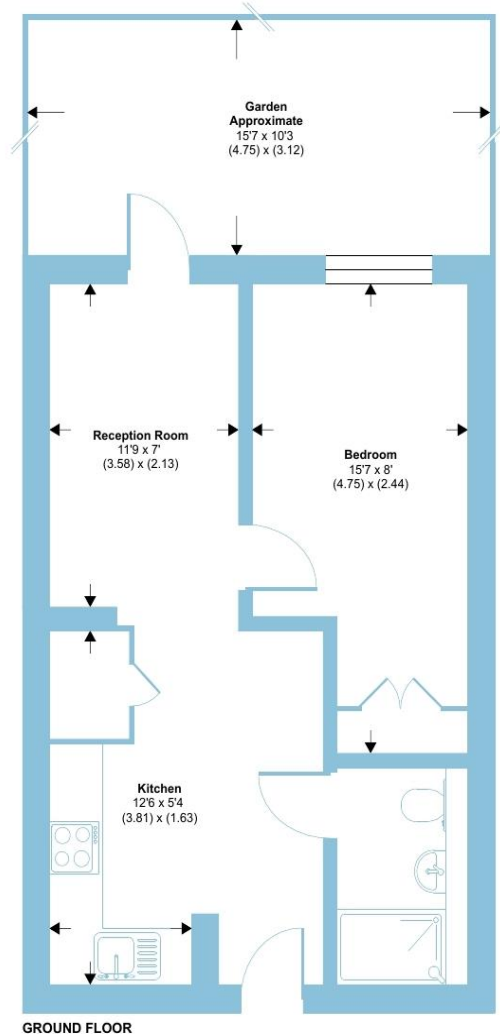 Garden
Approximate
15'7 x 10'3
(4.75) x (3.12)
Reception Room
11'9 x 7'
(3.58) x (2.13)
Bedroom
15'7 x 8'
(4.75) x (2.44)
Kitchen
12'6 x 5'4
(3.81) x (1.63)
GROUND FLOOR